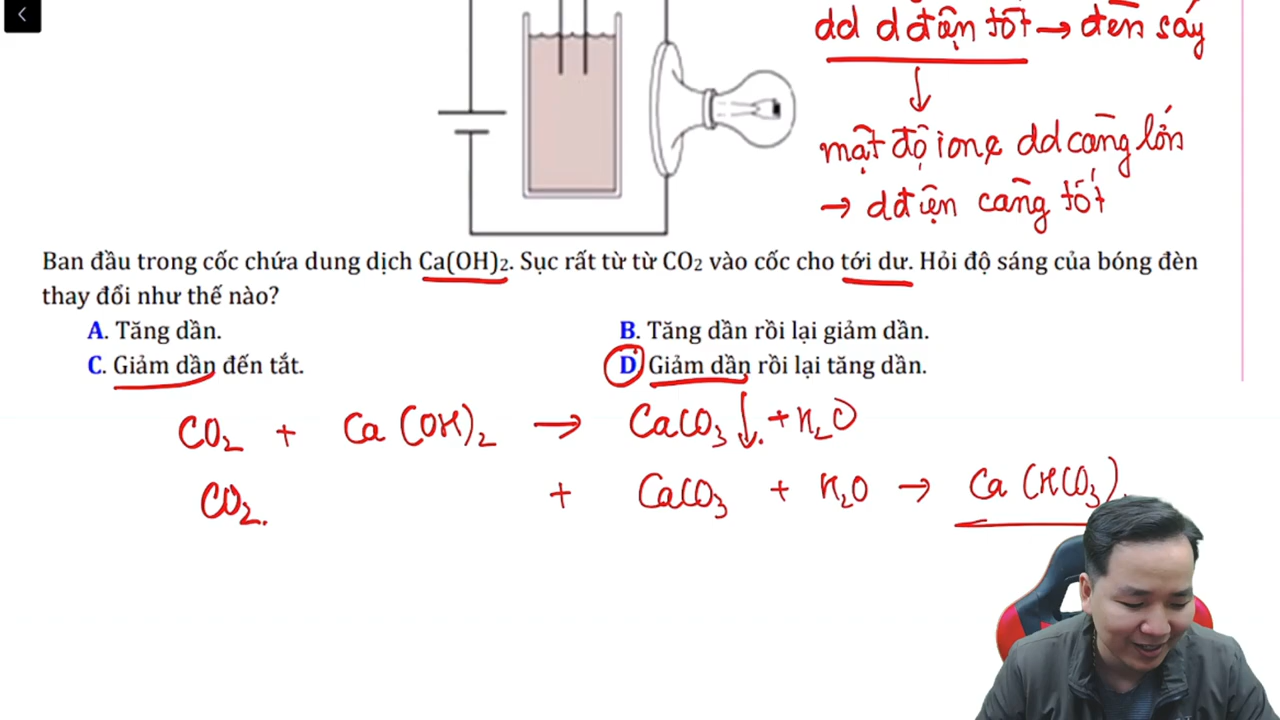 dd dđiện tốt → đèn sáy
↓
mật độ ion ¢ dd càng lớn
→ dđiện càng tốt
Ban đầu trong cốc chứa dung dịch Ca(OH)₂. Sục rất từ từ CO₂ vào cốc cho tới dư. Hỏi độ sáng của bóng đèn
thay đổi như thế nào?
A. Tăng dần. B. Tăng dần rồi lại giảm dần.
C. Giảm dần đến tắt. D. Giảm dần rồi lại tăng dần.
CO₂ + Ca(OH)₂ → CaCO₃↓ + H₂O
CO₂ + CaCO₃ + H₂O → Ca(HCO₃)